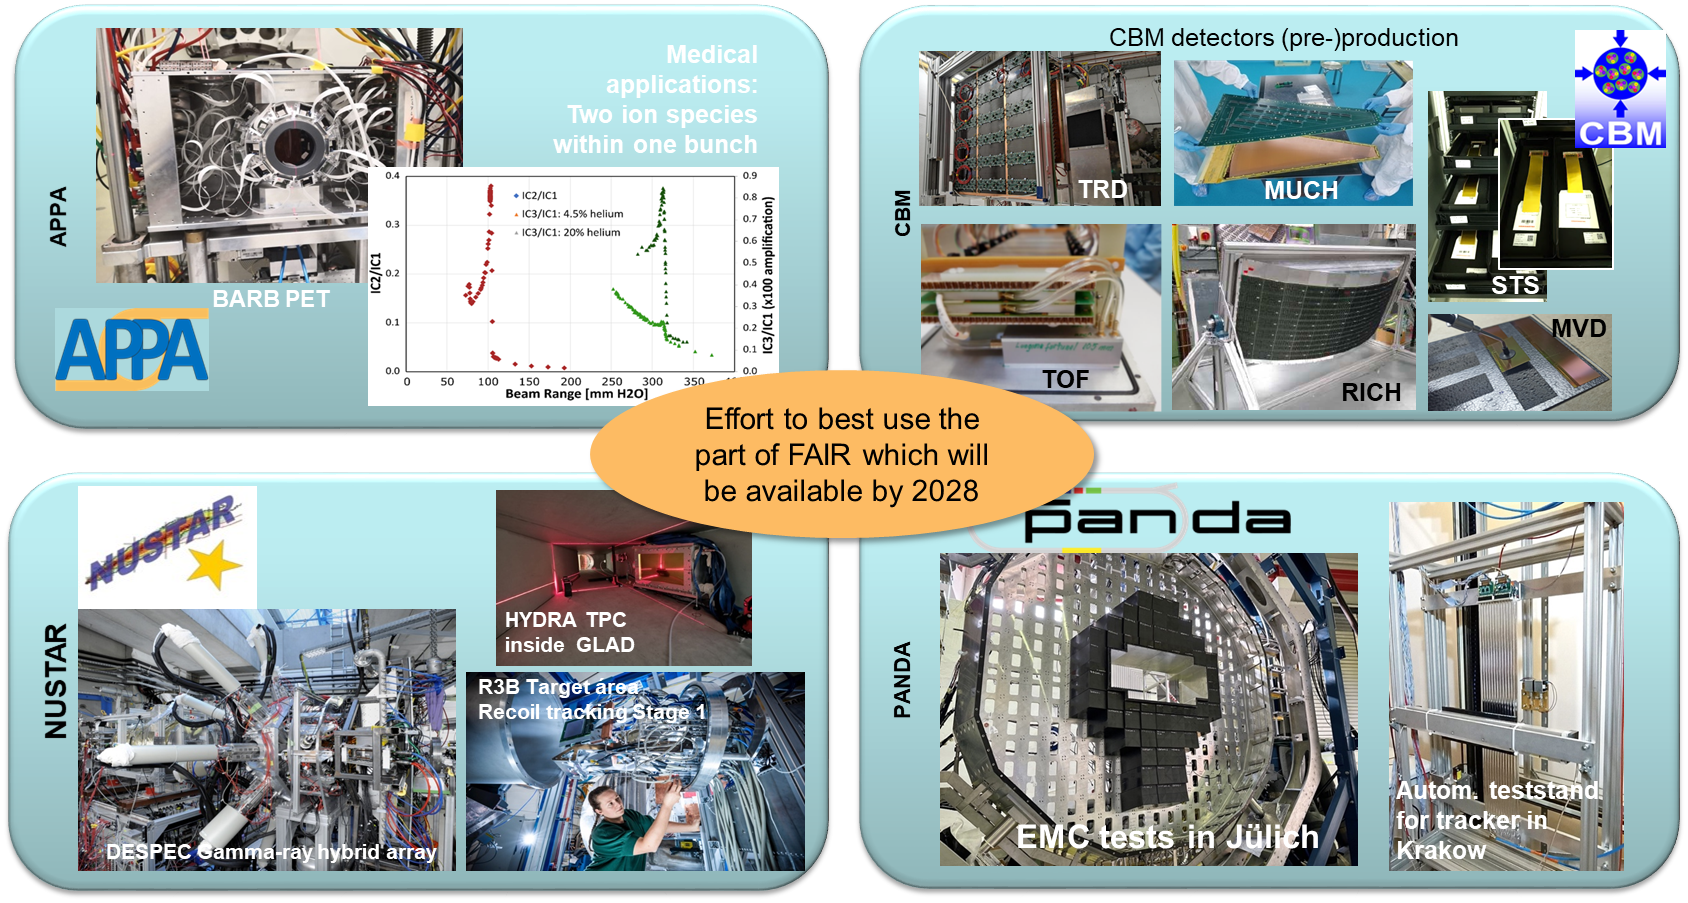 APPA
Medical
applications:
Two ion species
within one bunch
BARB PET
APPA
IC2/IC1
IC3/IC1: 4.5% helium
IC3/IC1: 20% helium
IC2/IC1
0.4
0.3
0.2
0.1
0.0
0.9
0.8
0.7
0.6
0.5
0.4
0.3
0.2
0.1
0.0
IC3/IC1 (x100 amplification)
0 50 100 150 200 250 300 350
Beam Range [mm H2O]
CBM
CBM detectors (pre-)production
CBM
TRD
MUCH
STS
TOF
RICH
MVD
Effort to best use the
part of FAIR which will
be available by 2028
NUSTAR
NUSTAR
HYDRA TPC
inside GLAD
R3B Target area
Recoil tracking Stage 1
DESPEC Gamma-ray hybrid array
PANDA
panda
EMC tests in Jülich
Autom. teststand
for tracker in
Krakow